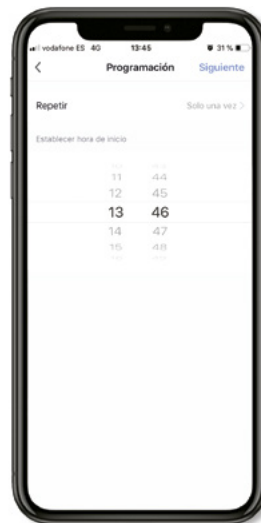 vodafone ES 4G 13:45 31 %
Programación Siguiente
Repetir Solo una vez
Establecer hora de inicio
11 44
12 45
13 46
14 47
15 48